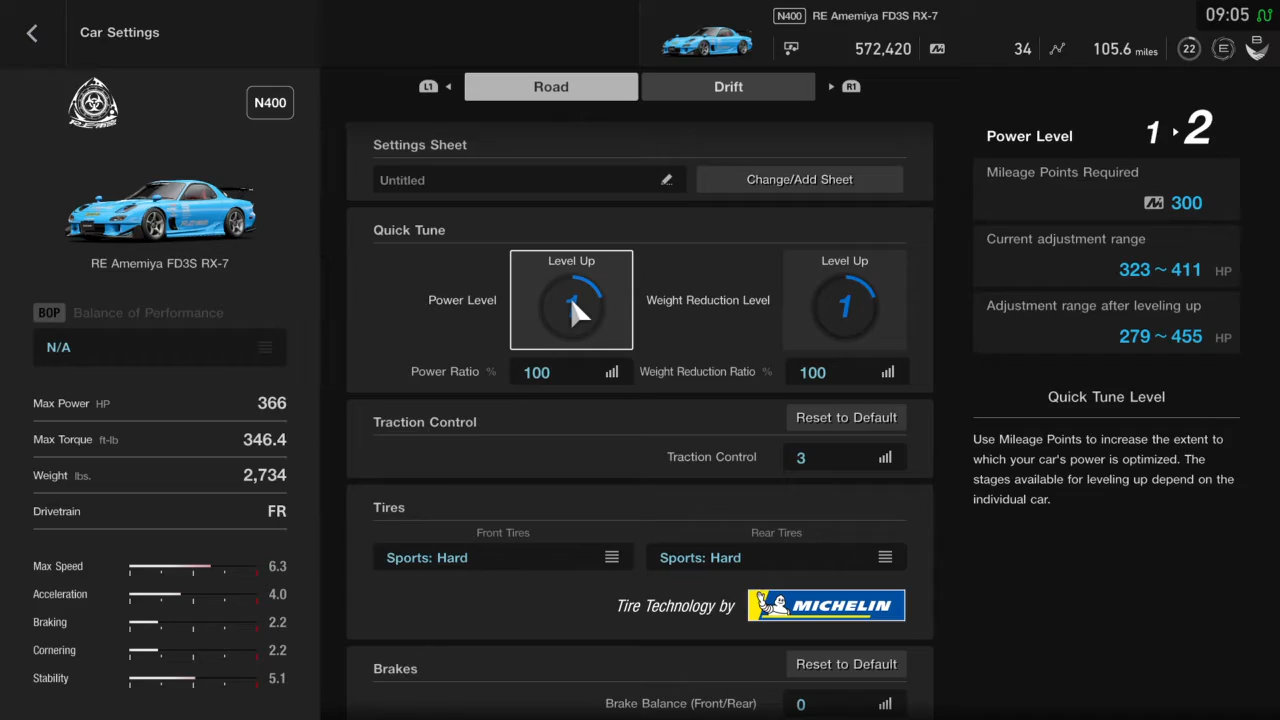 Car Settings
N400 RE Amemiya FD3S RX-7
572,420 34 105.6 miles 22 E B
09:05
N400
RE Amemiya FD3S RX-7
BOP Balance of Performance
N/A
Max Power HP 366
Max Torque ft-lb 346.4
Weight lbs. 2,734
Drivetrain FR
Max Speed 6.3
Acceleration 4.0
Braking 2.2
Cornering 2.2
Stability 5.1
L1 Road Drift R1
Settings Sheet
Untitled Change/Add Sheet
Quick Tune
Level Up Level Up
Power Level 1 Weight Reduction Level 1
Power Ratio % 100 Weight Reduction Ratio % 100
Traction Control Reset to Default
Traction Control 3
Tires
Front Tires Rear Tires
Sports: Hard Sports: Hard
Tire Technology by MICHELIN
Brakes Reset to Default
Brake Balance (Front/Rear) 0
Power Level 1 2
Mileage Points Required
300
Current adjustment range
323 ~ 411 HP
Adjustment range after leveling up
279 ~ 455 HP
Quick Tune Level
Use Mileage Points to increase the extent to
which your car's power is optimized. The
stages available for leveling up depend on the
individual car.